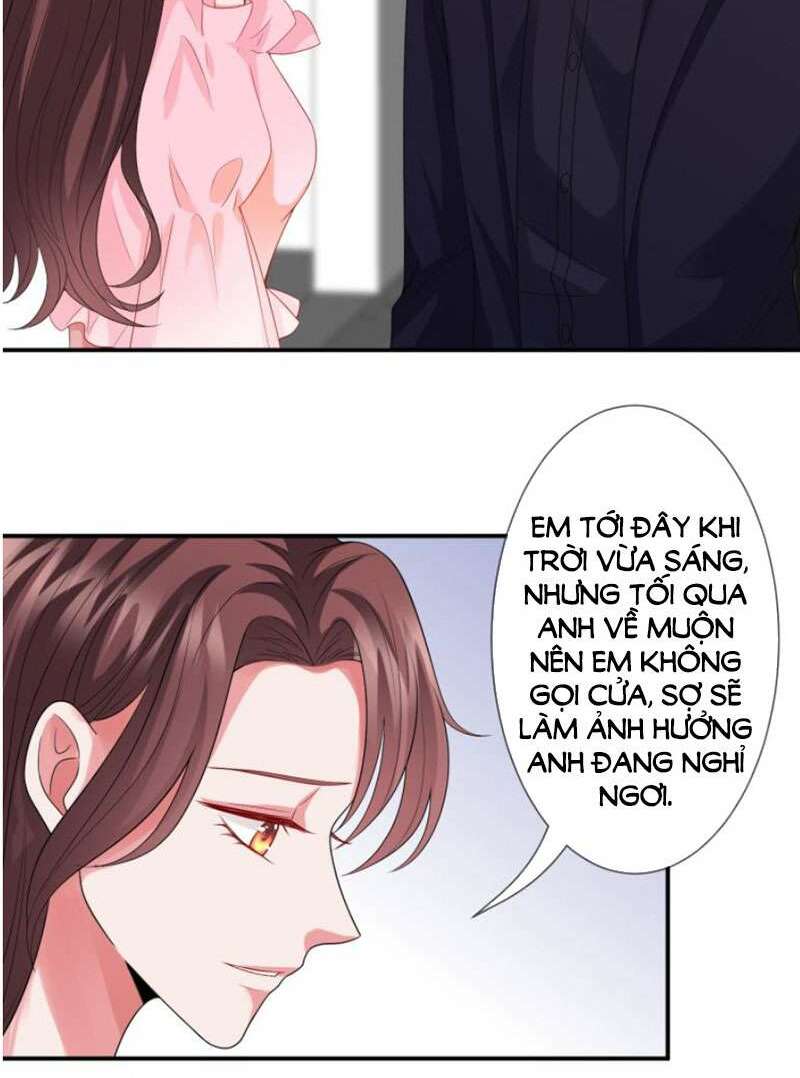 EM TỚI ĐÂY KHI
TRỜI VỪA SÁNG,
NHƯNG TỐI QUA
ANH VỀ MUỘN
NÊN EM KHÔNG
GỌI CỬA, SỢ SẼ
LÀM ẢNH HƯỞNG
ANH ĐANG NGHỈ
NGƠI.